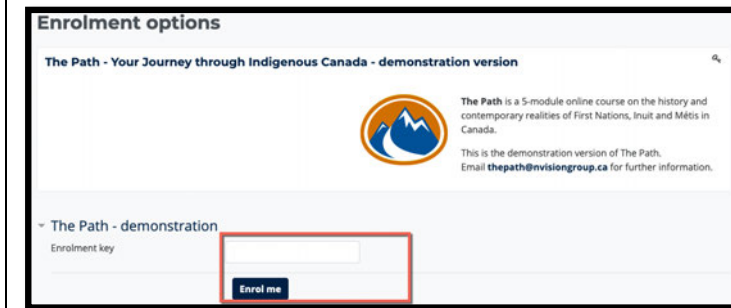 Enrolment options
The Path - Your Journey through Indigenous Canada - demonstration version
The Path is a 5-module online course on the history and
contemporary realities of First Nations, Inuit and Métis in
Canada.
This is the demonstration version of The Path.
Email thepath@nvisiongroup.ca for further information.
The Path - demonstration
Enrolment key
Enrol me